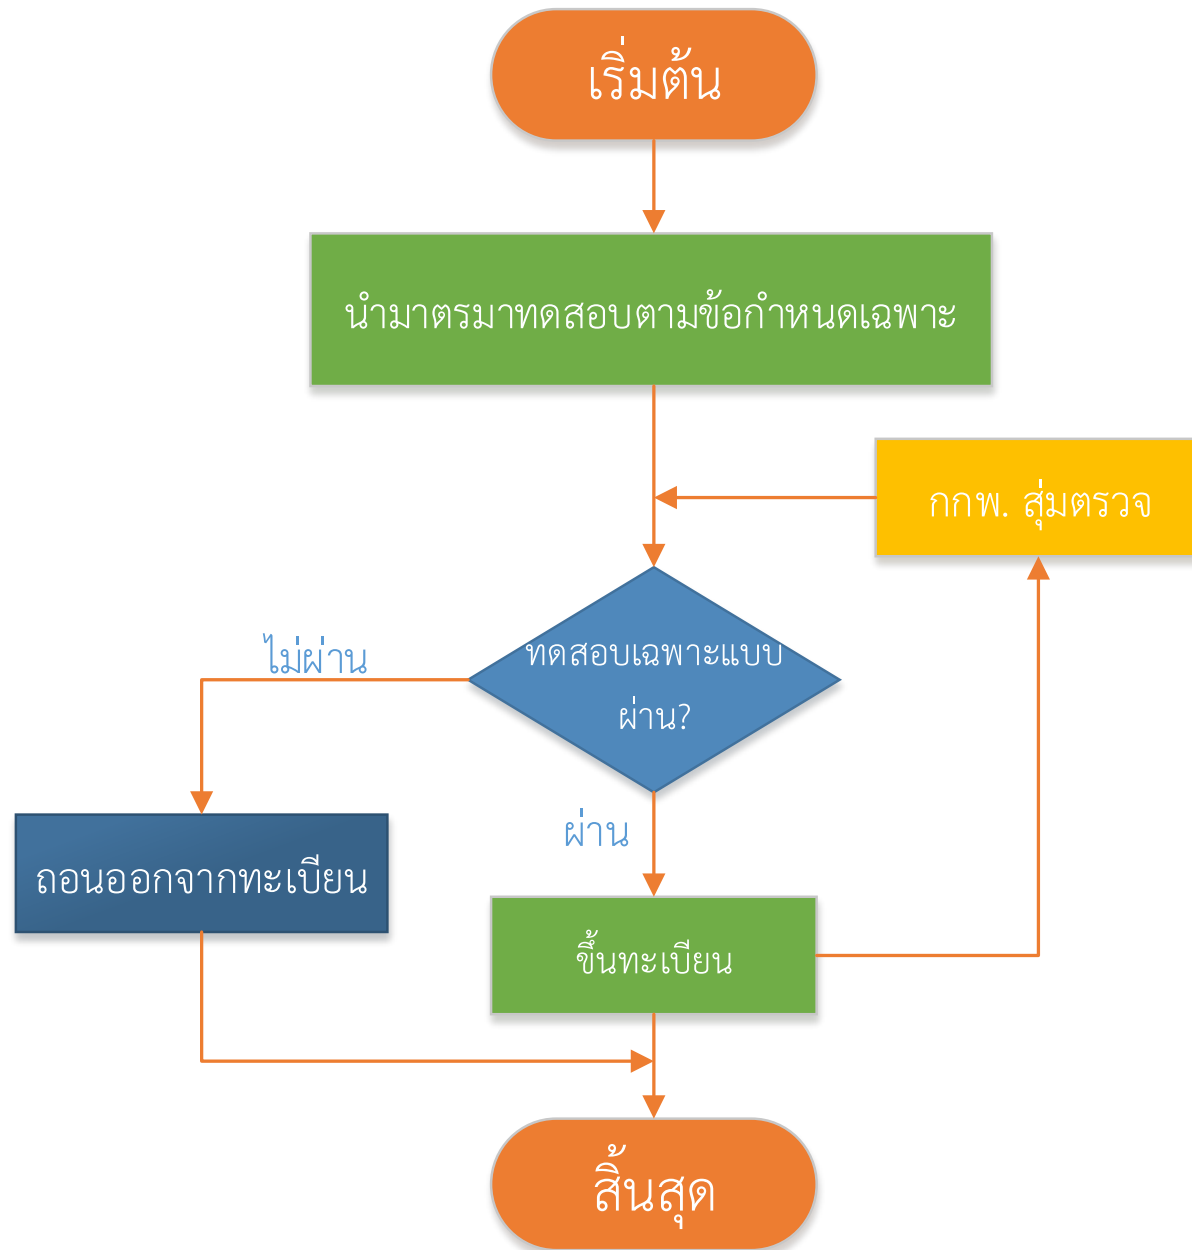 เริ่มต้น
นำมาตรมาทดสอบตามข้อกำหนดเฉพาะ
กกพ. สุ่มตรวจ
ทดสอบเฉพาะแบบ
ผ่าน?
ไม่ผ่าน
ผ่าน
ถอนออกจากทะเบียน
ขึ้นทะเบียน
สิ้นสุด